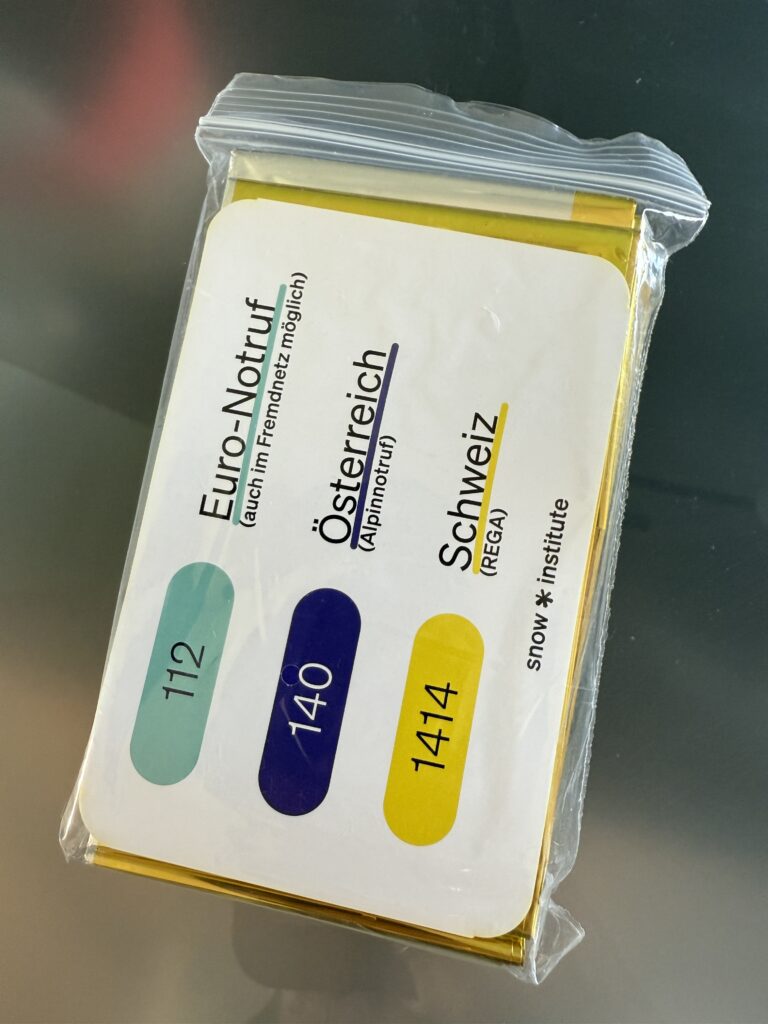 112 Euro-Notruf
(auch im Fremdnetz möglich)
140 Österreich
(Alpinnotruf)
1414 Schweiz
(REGA)
snow * institute